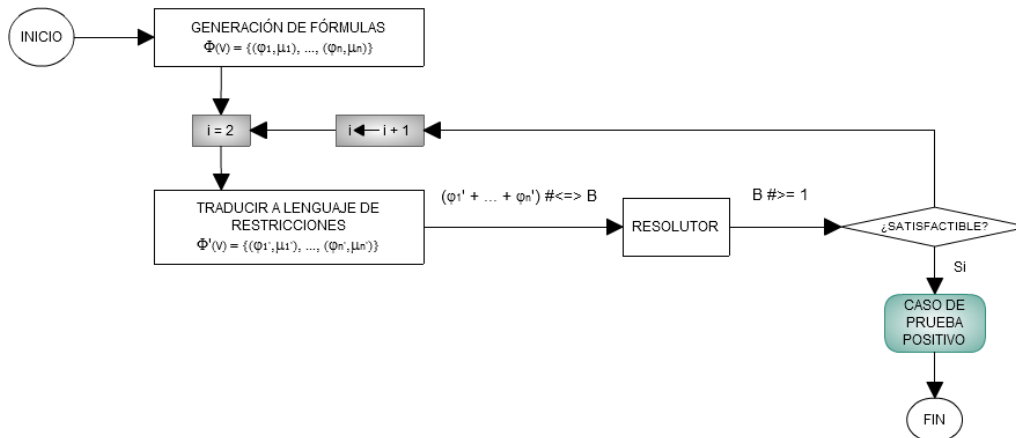 INICIO
GENERACIÓN DE FÓRMULAS
Φ(V) = {(φ1,μ1), ..., (φn,μn)}
i = 2
i ← i + 1
TRADUCIR A LENGUAJE DE
RESTRICCIONES
Φ'(V) = {(φ1',μ1'), ..., (φn',μn')}
(φ1' + ... + φn') #<=> B
RESOLUTOR
B #>= 1
¿SATISFACTIBLE?
Si
CASO DE
PRUEBA
POSITIVO
FIN